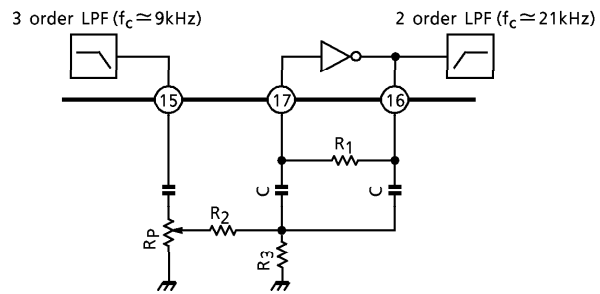 3 order LPF (fc≃9kHz)
2 order LPF (fc≃21kHz)
15
17
16
R1
C
C
R2
RP
R3